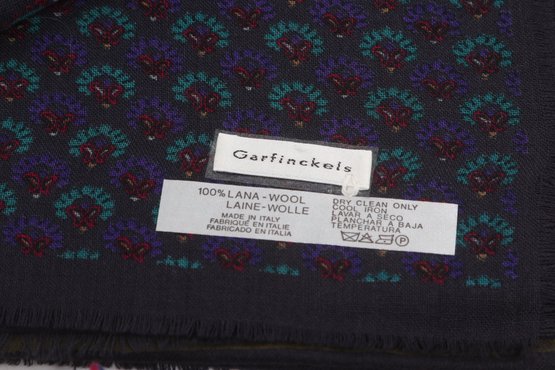 Garfinckels
100% LANA - WOOL
LAINE - WOLLE
MADE IN ITALY
FABRIQUÉ EN ITALIE
FABRICADO EN ITALIA
DRY CLEAN ONLY
COOL IRON
LAVAR A SECO
PLANCHAR A BAJA
TEMPERATURA
P